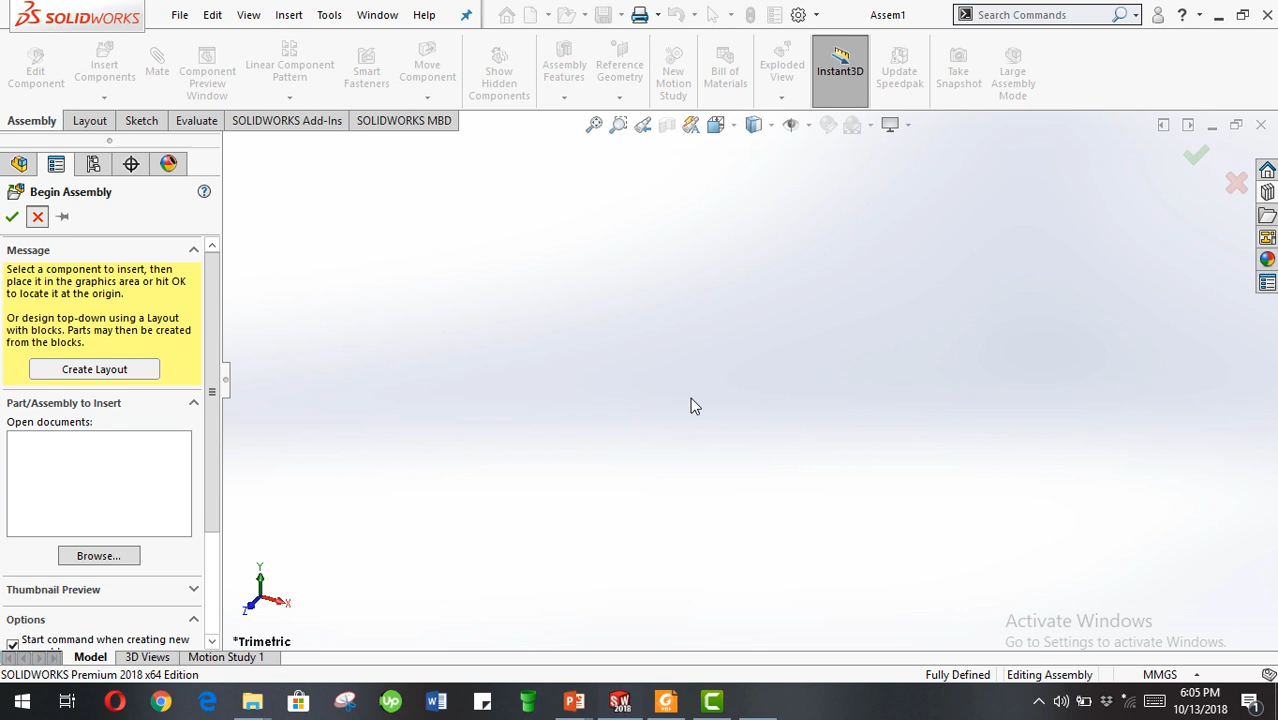 SOLIDWORKS File Edit View Insert Tools Window Help Assem1 Search Commands ?
Edit Component
Insert Components
Mate
Component Preview Window
Linear Component Pattern
Smart Fasteners
Move Component
Show Hidden Components
Assembly Features
Reference Geometry
New Motion Study
Bill of Materials
Exploded View
Instant3D
Update Speedpak
Take Snapshot
Large Assembly Mode
Assembly Layout Sketch Evaluate SOLIDWORKS Add-Ins SOLIDWORKS MBD
Begin Assembly ?
Message
Select a component to insert, then
place it in the graphics area or hit OK
to locate it at the origin.
Or design top-down using a Layout
with blocks. Parts may then be created
from the blocks.
Create Layout
Part/Assembly to Insert
Open documents:
Browse...
Thumbnail Preview
Options
Start command when creating new
Y
X
Z
*Trimetric
Activate Windows
Go to Settings to activate Windows.
Model 3D Views Motion Study 1
SOLIDWORKS Premium 2018 x64 Edition Fully Defined Editing Assembly MMGS
6:05 PM
10/13/2018